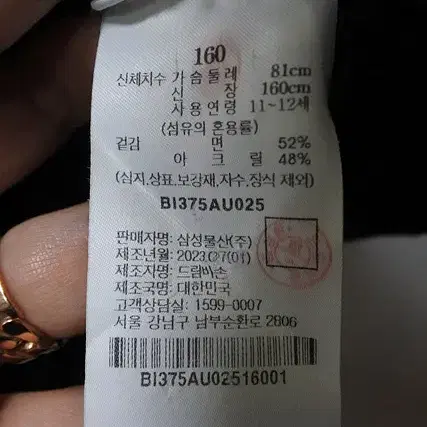 160
신체치수 가슴둘레 81cm
신 장 160cm
사용연령 11~12세
(섬유의 혼용률)
겉감 면 52%
아크릴 48%
(심지,상표,보강재,자수,장식 제외)
BI375AU025
판매자명: 삼성물산(주)
제조년월: 2023.07(01)
제조자명: 드림비손
제조국명: 대한민국
고객상담실: 1599-0007
서울 강남구 남부순환로 2806
BI375AU02516001